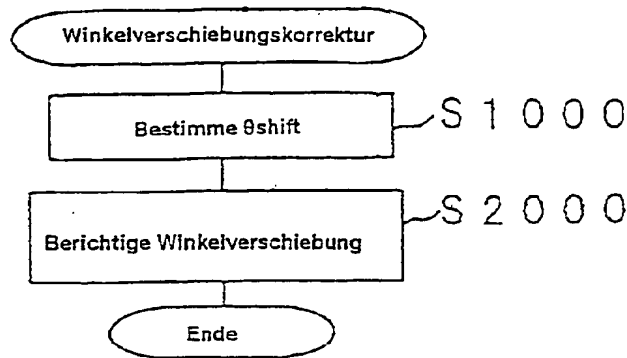 Winkelverschiebungskorrektur
Bestimme θshift
S1000
Berichtige Winkelverschiebung
S2000
Ende